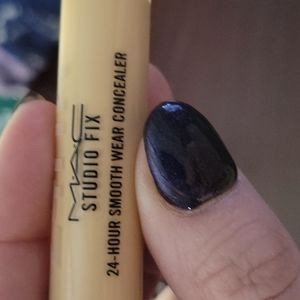 MAC
STUDIO FIX
24-HOUR SMOOTH WEAR CONCEALER